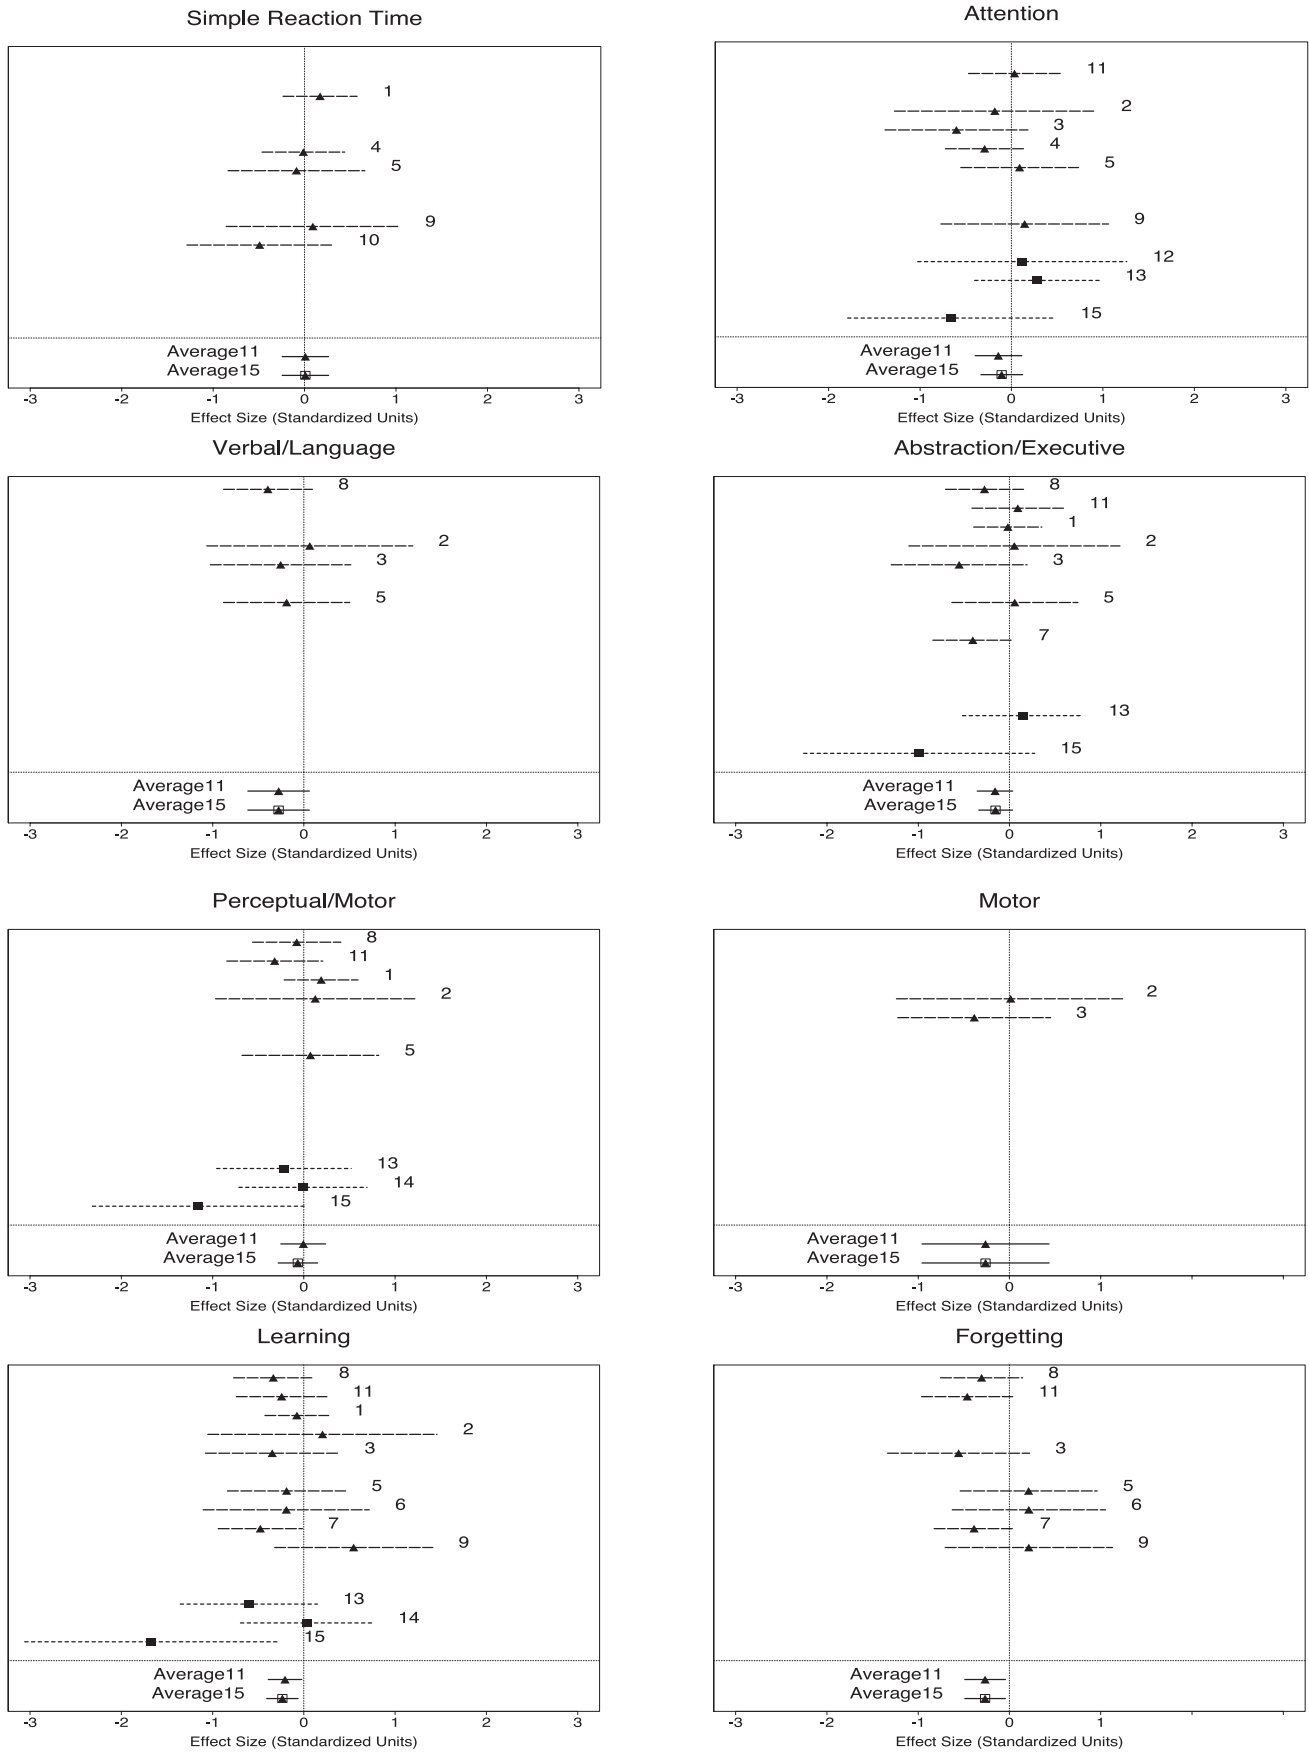 Simple Reaction Time
1
4
5
9
10
Average11
Average15
-3 -2 -1 0 1 2 3
Effect Size (Standardized Units)
Attention
11
2
3
4
5
9
12
13
15
Average11
Average15
-3 -2 -1 0 1 2 3
Effect Size (Standardized Units)
Verbal/Language
8
2
3
5
Average11
Average15
-3 -2 -1 0 1 2 3
Effect Size (Standardized Units)
Abstraction/Executive
8
11
1
2
3
5
7
13
15
Average11
Average15
-3 -2 -1 0 1 2 3
Effect Size (Standardized Units)
Perceptual/Motor
8
11
1
2
5
13
14
15
Average11
Average15
-3 -2 -1 0 1 2 3
Effect Size (Standardized Units)
Motor
2
3
Average11
Average15
-3 -2 -1 0 1
Effect Size (Standardized Units)
Learning
8
11
1
2
3
5
6
7
9
13
14
15
Average11
Average15
-3 -2 -1 0 1 2 3
Effect Size (Standardized Units)
Forgetting
8
11
3
5
6
7
9
Average11
Average15
-3 -2 -1 0 1
Effect Size (Standardized Units)